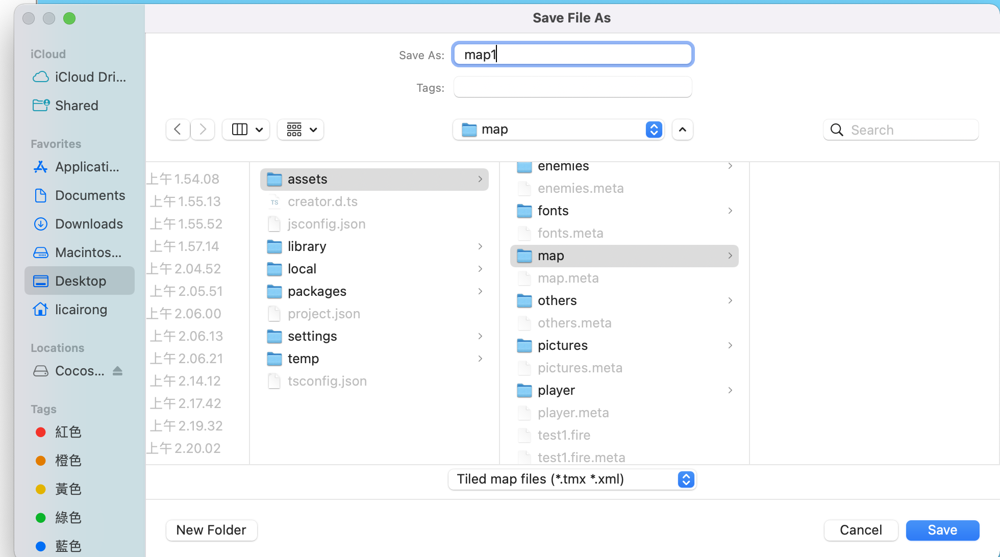 Save File As
Save As: map1
Tags:
map
Search
iCloud
iCloud Dri...
Shared
Favorites
Applicati...
Documents
Downloads
Macintos...
Desktop
licairong
Locations
Cocos...
Tags
紅色
橙色
黃色
綠色
藍色
上午1.54.08
上午1.55.13
上午1.55.52
上午1.57.14
上午2.04.52
上午2.05.51
上午2.06.00
上午2.06.13
上午2.06.21
上午2.14.12
上午2.17.42
上午2.19.32
上午2.20.02
assets
TS creator.d.ts
jsconfig.json
library
local
packages
project.json
settings
temp
tsconfig.json
enemies
enemies.meta
fonts
fonts.meta
map
map.meta
others
others.meta
pictures
pictures.meta
player
player.meta
test1.fire
test1.fire.meta
Tiled map files (*.tmx *.xml)
New Folder
Cancel
Save